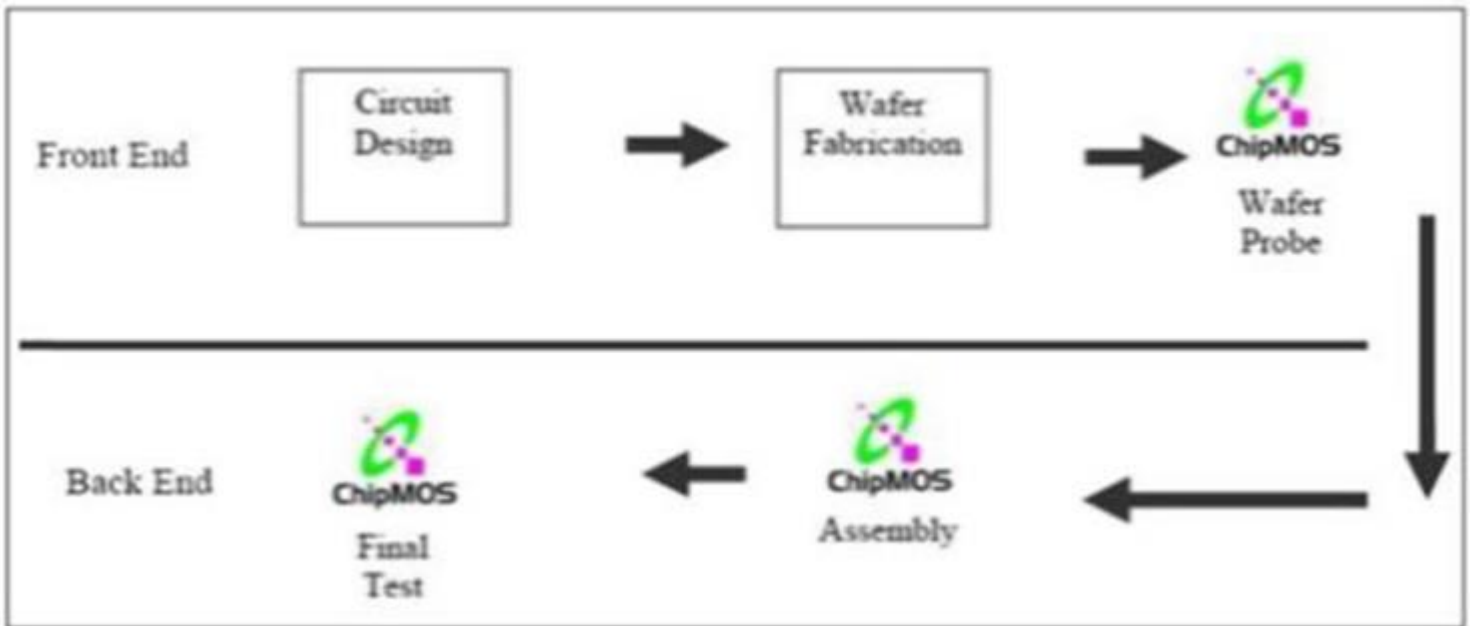 Front End
Circuit
Design
Wafer
Fabrication
ChipMOS
Wafer
Probe
Back End
ChipMOS
Final
Test
ChipMOS
Assembly